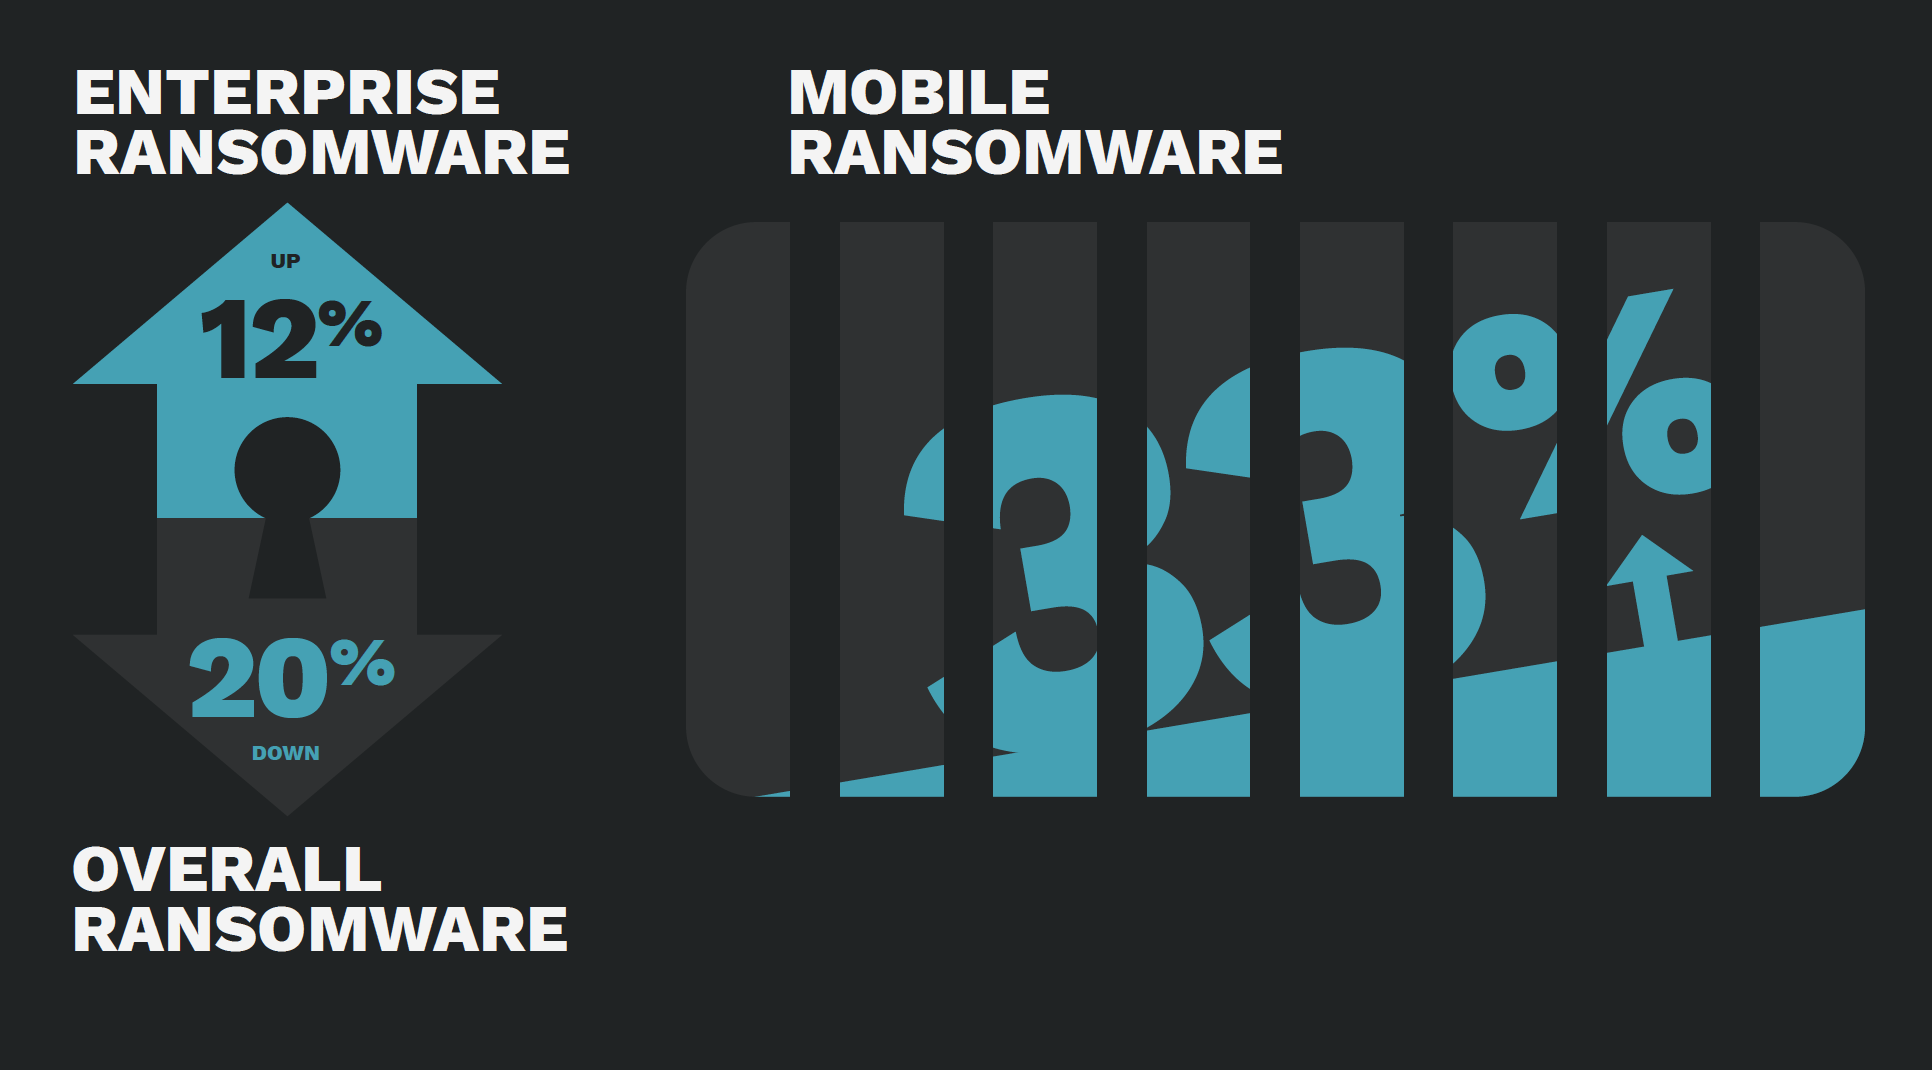 ENTERPRISE
RANSOMWARE
UP
12%
20%
DOWN
OVERALL
RANSOMWARE
MOBILE
RANSOMWARE
33%